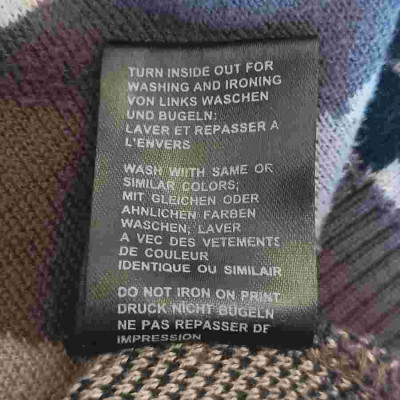 TURN INSIDE OUT FOR
WASHING AND IRONING
VON LINKS WASCHEN
UND BUGELN;
LAVER ET REPASSER A
L'ENVERS
WASH WIITH SAME OR
SIMILAR COLORS;
MIT GLEICHEN ODER
AHNLICHEN FARBEN
WASCHEN; LAVER
A VEC DES VETEMENTS
DE COULEUR
IDENTIQUE OU SIMILAIR
DO NOT IRON ON PRINT
DRUCK NICHT BUGELN
NE PAS REPASSER DE
IMPRESSION